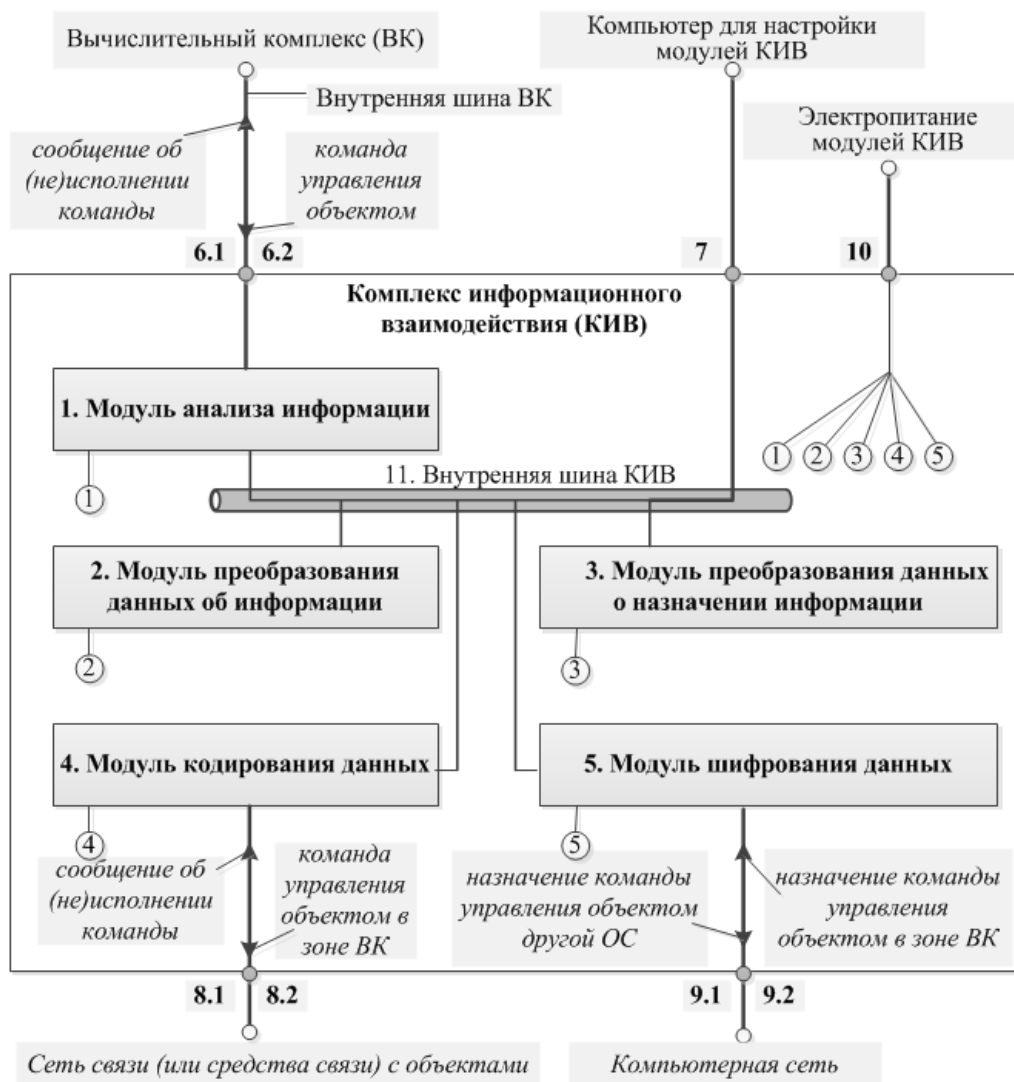 Вычислительный комплекс (ВК)
Компьютер для настройки
модулей КИВ
Внутренняя шина ВК
Электропитание
модулей КИВ
сообщение об
(не)исполнении
команды
команда
управления
объектом
6.1
6.2
7
10
Комплекс информационного
взаимодействия (КИВ)
1. Модуль анализа информации
1
2
3
4
5
11. Внутренняя шина КИВ
1
2. Модуль преобразования
данных об информации
3. Модуль преобразования данных
о назначении информации
2
3
4. Модуль кодирования данных
5. Модуль шифрования данных
4
5
сообщение об
(не)исполнении
команды
команда
управления
объектом в
зоне ВК
назначение команды
управления объектом
другой ОС
назначение команды
управления
объектом в зоне ВК
8.1
8.2
9.1
9.2
Сеть связи (или средства связи) с объектами
Компьютерная сеть